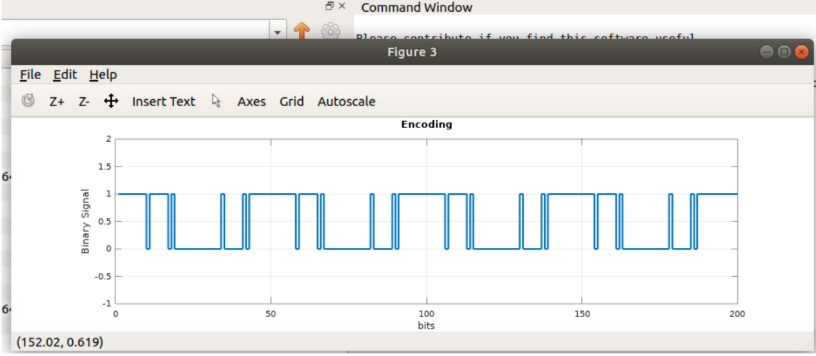 Command Window
Please contribute if you find this software useful
Figure 3
File Edit Help
Z+ Z- Insert Text Axes Grid Autoscale
Encoding
2
1.5
1
0.5
0
-0.5
-1
Binary Signal
0 50 100 150 200
bits
(152.02, 0.619)